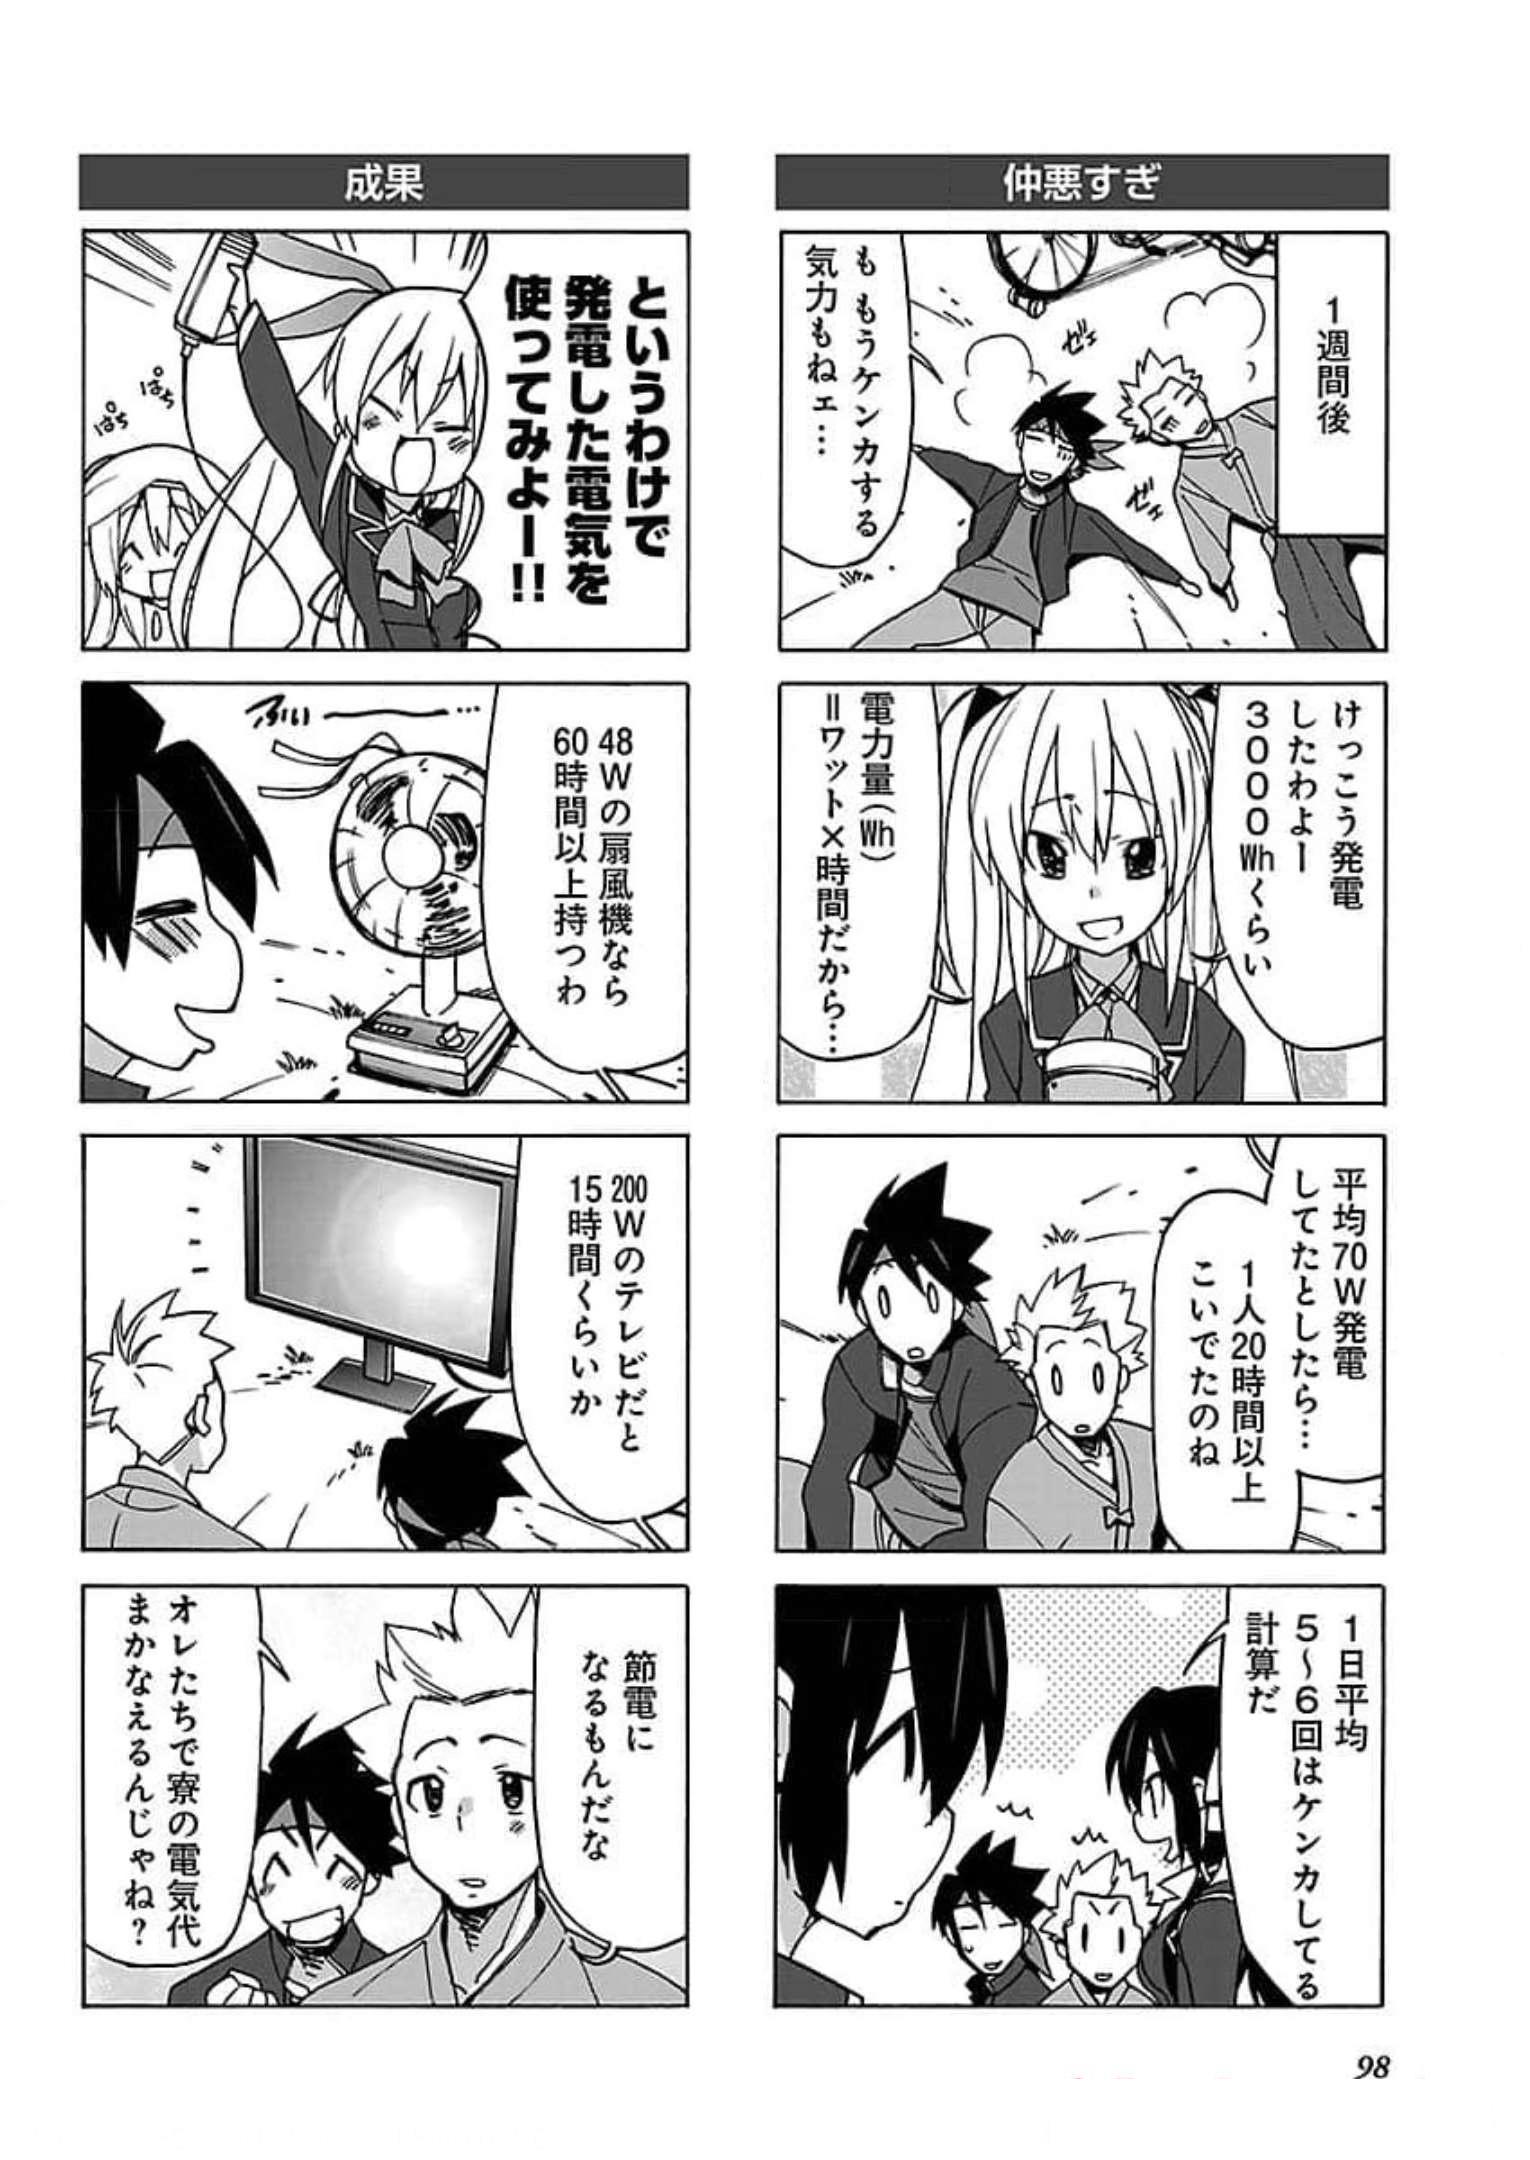 仲悪すぎ
1週間後
も もうケンカする
気力もねェ…
ゼェ
ゼェ
けっこう発電
したわよー
3000Whくらい
電力量(Wh)
=ワット×時間だから…
平均70W発電
してたとしたら…
1人20時間以上
こいでたのね
1日平均
5〜6回はケンカしてる
計算だ
成果
というわけで
発電した電気を
使ってみよー!!
ぱち
ぱち
48Wの扇風機なら
60時間以上持つわ
ふぃぃー…
200Wのテレビだと
15時間くらいか
節電に
なるもんだな
オレたちで寮の電気代
まかなえるんじゃね?
98